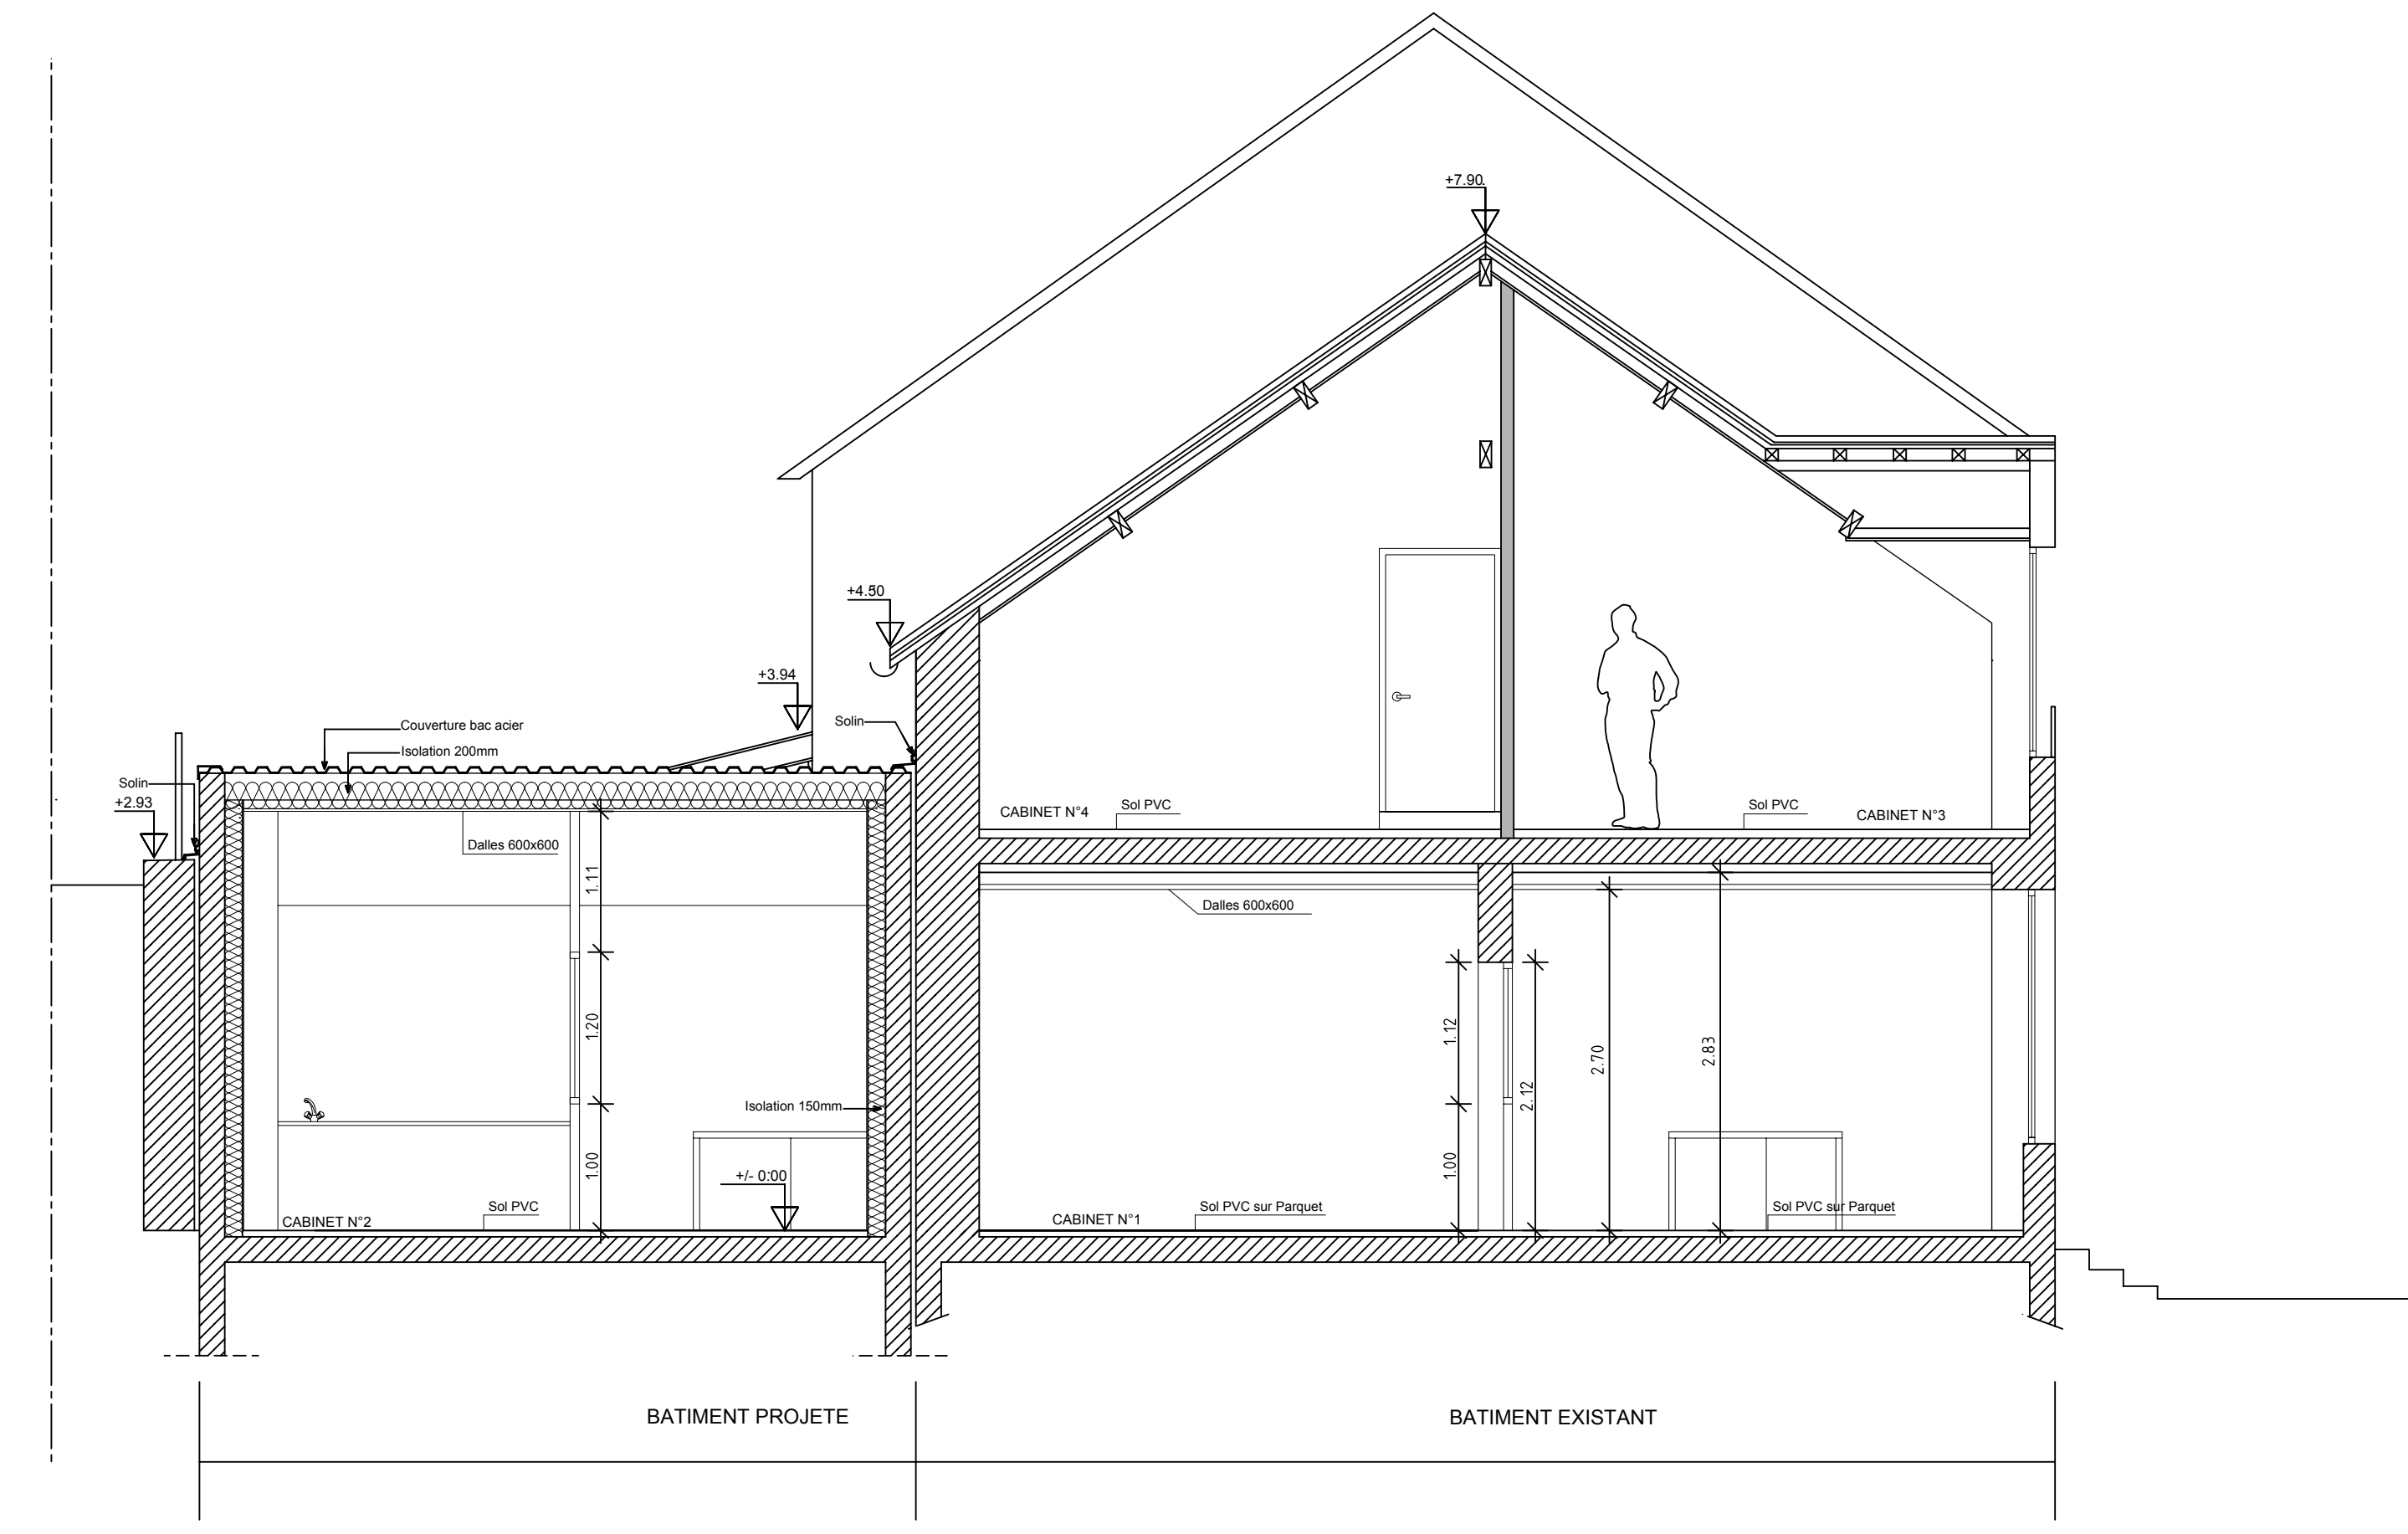 +7.90
+4.50
+3.94
Solin
Couverture bac acier
Isolation 200mm
Solin
+2.93
Dalles 600x600
1.11
1.20
1.00
Isolation 150mm
+/- 0.00
Sol PVC
CABINET N°2
CABINET N°4
Sol PVC
Sol PVC
CABINET N°3
Dalles 600x600
1.12
1.00
2.12
2.70
2.83
CABINET N°1
Sol PVC sur Parquet
Sol PVC sur Parquet
BATIMENT PROJETE
BATIMENT EXISTANT